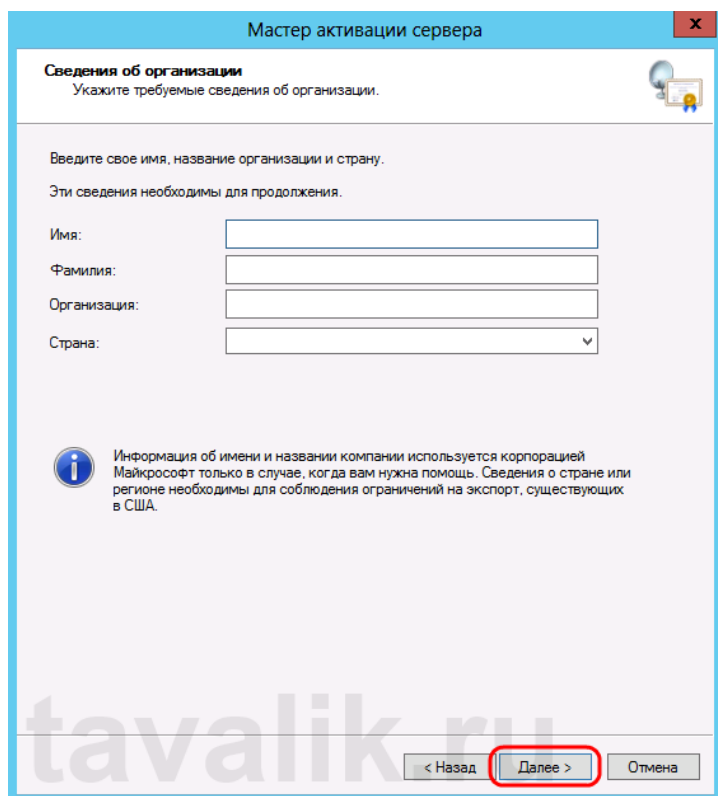 Мастер активации сервера
x
Сведения об организации
Укажите требуемые сведения об организации.
Введите свое имя, название организации и страну.
Эти сведения необходимы для продолжения.
Имя:
Фамилия:
Организация:
Страна:
Информация об имени и названии компании используется корпорацией
Майкрософт только в случае, когда вам нужна помощь. Сведения о стране или
регионе необходимы для соблюдения ограничений на экспорт, существующих
в США.
tavalik.ru
< Назад
Далее >
Отмена